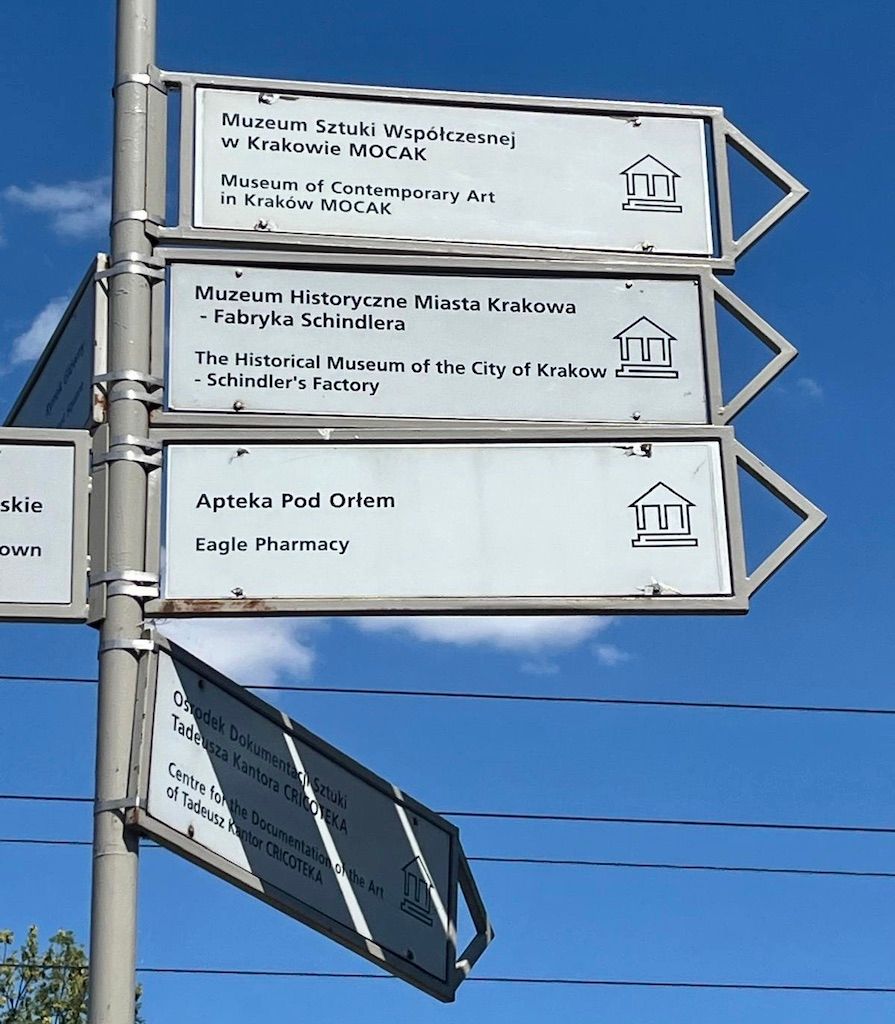 Muzeum Sztuki Współczesnej
w Krakowie MOCAK
Museum of Contemporary Art
in Kraków MOCAK
Muzeum Historyczne Miasta Krakowa
- Fabryka Schindlera
The Historical Museum of the City of Krakow
- Schindler's Factory
skie
own
Apteka Pod Orłem
Eagle Pharmacy
Ośrodek Dokumentacji Sztuki
Tadeusza Kantora CRICOTEKA
Centre for the Documentation of the Art
of Tadeusz Kantor CRICOTEKA